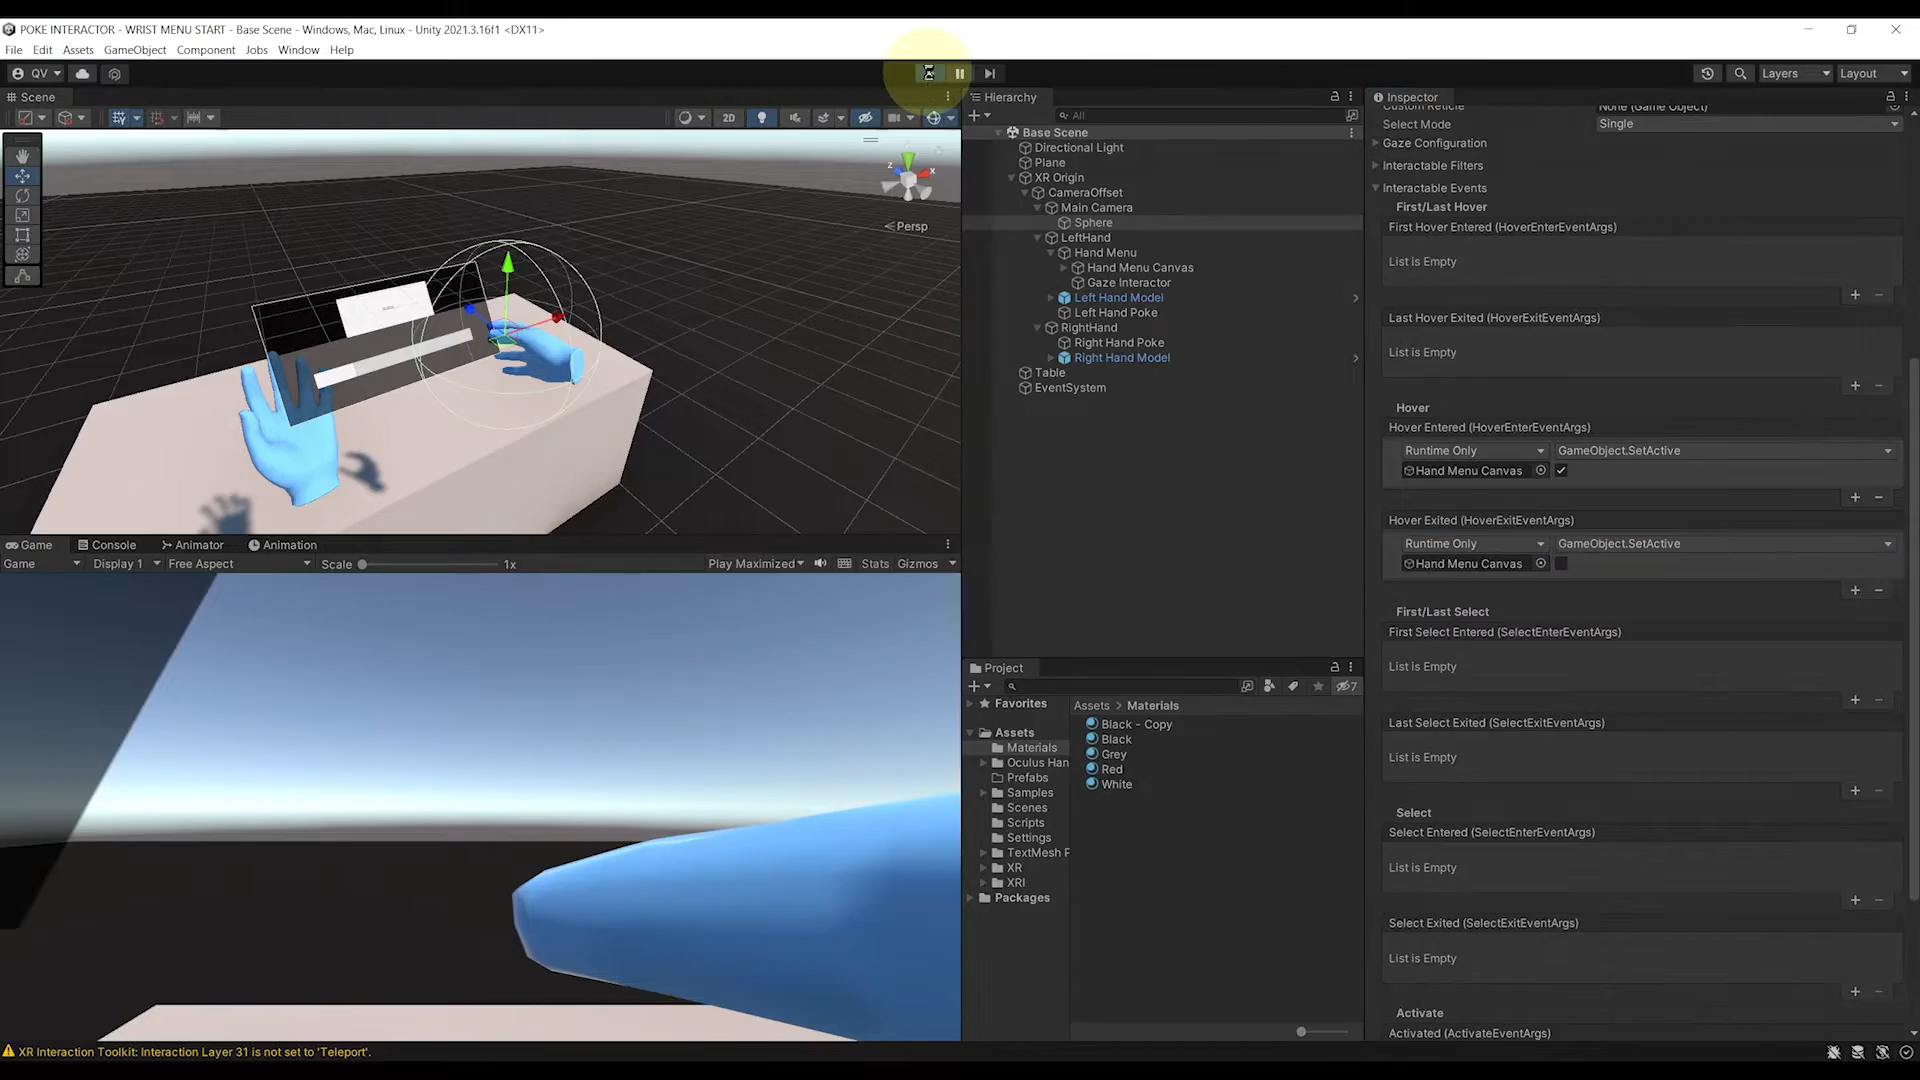 POKE INTERACTOR - WRIST MENU START - Base Scene - Windows, Mac, Linux - Unity 2021.3.16f1 <DX11>
File Edit Assets GameObject Component Jobs Window Help
QV
Layers
Layout
Scene
2D
z
x
Persp
Game
Console
Animator
Animation
Game
Display 1
Free Aspect
Scale
1x
Play Maximized
Stats
Gizmos
Hierarchy
All
Base Scene
Directional Light
Plane
XR Origin
CameraOffset
Main Camera
Sphere
LeftHand
Hand Menu
Hand Menu Canvas
Gaze Interactor
Left Hand Model
Left Hand Poke
RightHand
Right Hand Poke
Right Hand Model
Table
EventSystem
Project
7
Favorites
Assets
Materials
Oculus Han
Prefabs
Samples
Scenes
Scripts
Settings
TextMesh P
XR
XRI
Packages
Assets > Materials
Black - Copy
Black
Grey
Red
White
Inspector
Custom Reticle None (Game Object)
Select Mode Single
Gaze Configuration
Interactable Filters
Interactable Events
First/Last Hover
First Hover Entered (HoverEnterEventArgs)
List is Empty
Last Hover Exited (HoverExitEventArgs)
List is Empty
Hover
Hover Entered (HoverEnterEventArgs)
Runtime Only GameObject.SetActive
Hand Menu Canvas
Hover Exited (HoverExitEventArgs)
Runtime Only GameObject.SetActive
Hand Menu Canvas
First/Last Select
First Select Entered (SelectEnterEventArgs)
List is Empty
Last Select Exited (SelectExitEventArgs)
List is Empty
Select
Select Entered (SelectEnterEventArgs)
List is Empty
Select Exited (SelectExitEventArgs)
List is Empty
Activate
Activated (ActivateEventArgs)
XR Interaction Toolkit: Interaction Layer 31 is not set to 'Teleport'.